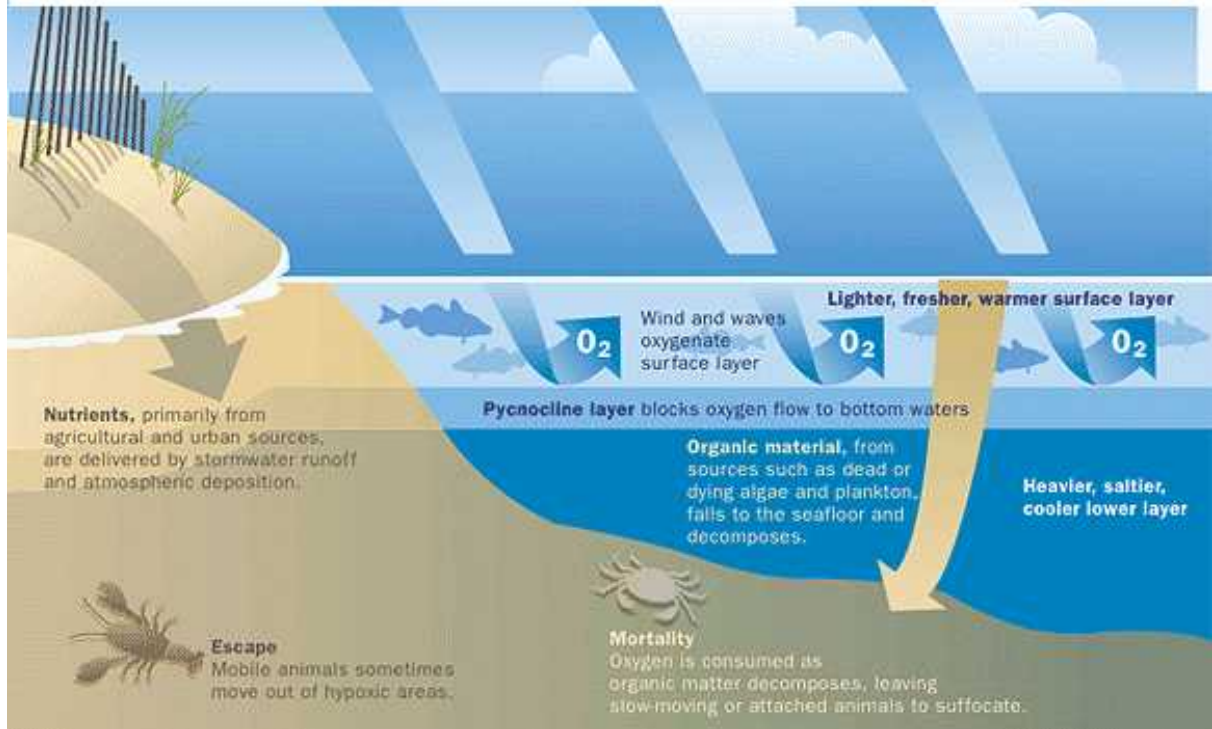 Lighter, fresher, warmer surface layer
Wind and waves
oxygenate
surface layer
O₂
O₂
O₂
Pycnocline layer blocks oxygen flow to bottom waters
Nutrients, primarily from
agricultural and urban sources,
are delivered by stormwater runoff
and atmospheric deposition.
Organic material, from
sources such as dead or
dying algae and plankton,
falls to the seafloor and
decomposes.
Heavier, saltier,
cooler lower layer
Escape
Mobile animals sometimes
move out of hypoxic areas.
Mortality
Oxygen is consumed as
organic matter decomposes, leaving
slow-moving or attached animals to suffocate.